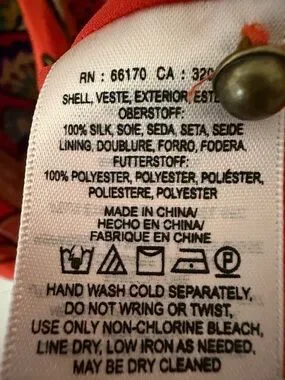 RN : 66170 CA : 320
SHELL, VESTE, EXTERIOR,
OBERSTOFF:
100% SILK, SOIE, SEDA, SETA, SEIDE
LINING, DOUBLURE, FORRO, FODERA,
FUTTERSTOFF:
100% POLYESTER, POLYESTER, POLIÉSTER,
POLIESTERE, POLYESTER
MADE IN CHINA/
HECHO EN CHINA/
FABRIQUE EN CHINE
P
HAND WASH COLD SEPARATELY,
DO NOT WRING OR TWIST,
USE ONLY NON-CHLORINE BLEACH,
LINE DRY, LOW IRON AS NEEDED,
MAY BE DRY CLEANED